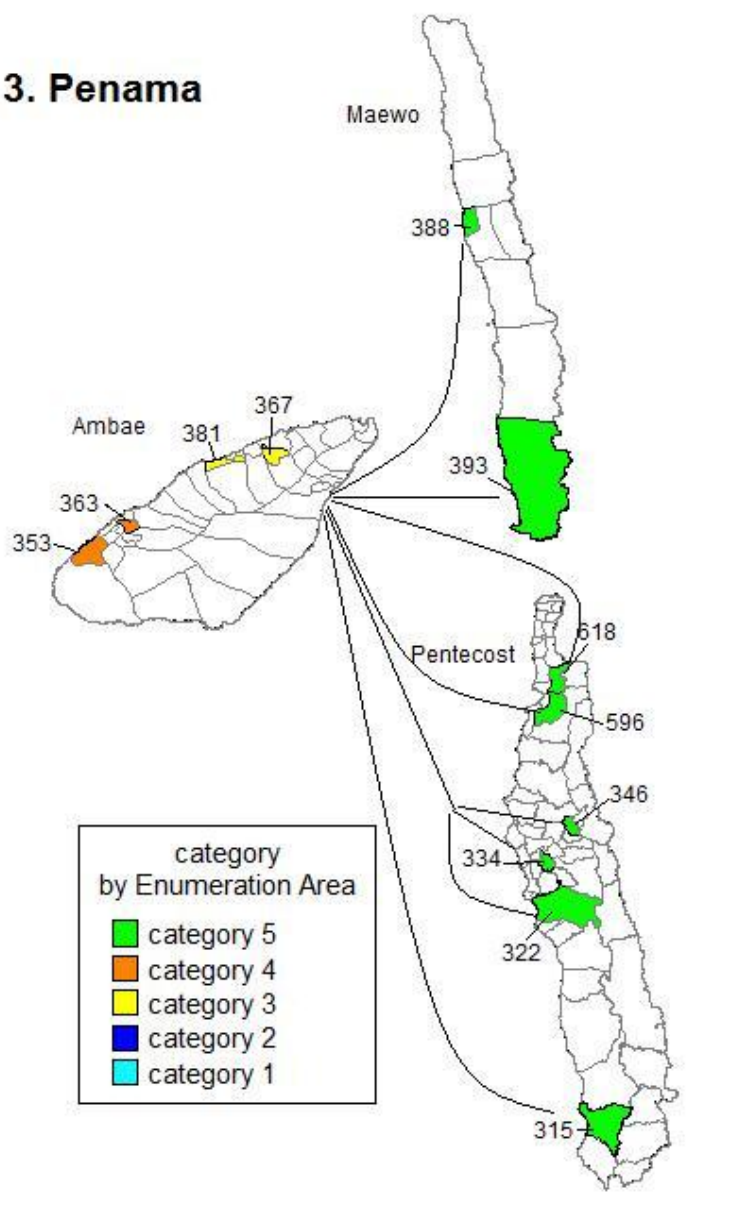 3. Penama
Maewo
388
367
Ambae
381
393
363
353
618
Pentecost
596
346
334
322
315
category
by Enumeration Area
category 5
category 4
category 3
category 2
category 1